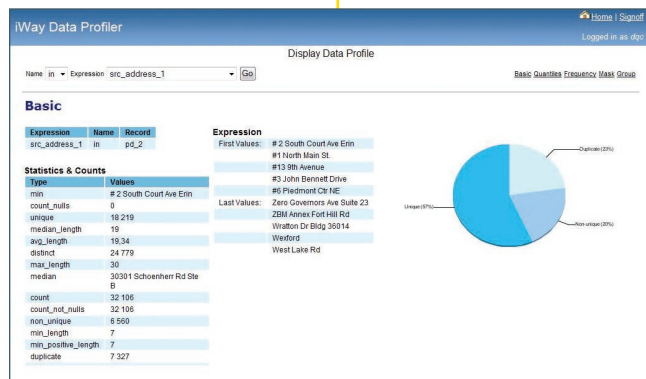 Home | Signoff
iWay Data Profiler
Logged in as dqc
Display Data Profile
Name in Expression src_address_1 Go
Basic Quantiles Frequency Mask Group
Basic
Expression Name Record
src_address_1 in pd_2
Statistics & Counts
Type Values
min # 2 South Court Ave Erin
count_nulls 0
unique 18 219
median_length 19
avg_length 19,34
distinct 24 779
max_length 30
median 30301 Schoenherr Rd Ste
B
count 32 106
count_not_nulls 32 106
non_unique 6 560
min_length 7
min_positive_length 7
duplicate 7 327
Expression
First Values: # 2 South Court Ave Erin
#1 North Main St.
#13 9th Avenue
#3 John Bennett Drive
#6 Piedmont Ctr NE
Last Values: Zero Governors Ave Suite 23
ZBM Annex Fort Hill Rd
Wratton Dr Bldg 36014
Wexford
West Lake Rd
Duplicate (23%)
Unique (57%)
Non-unique (20%)